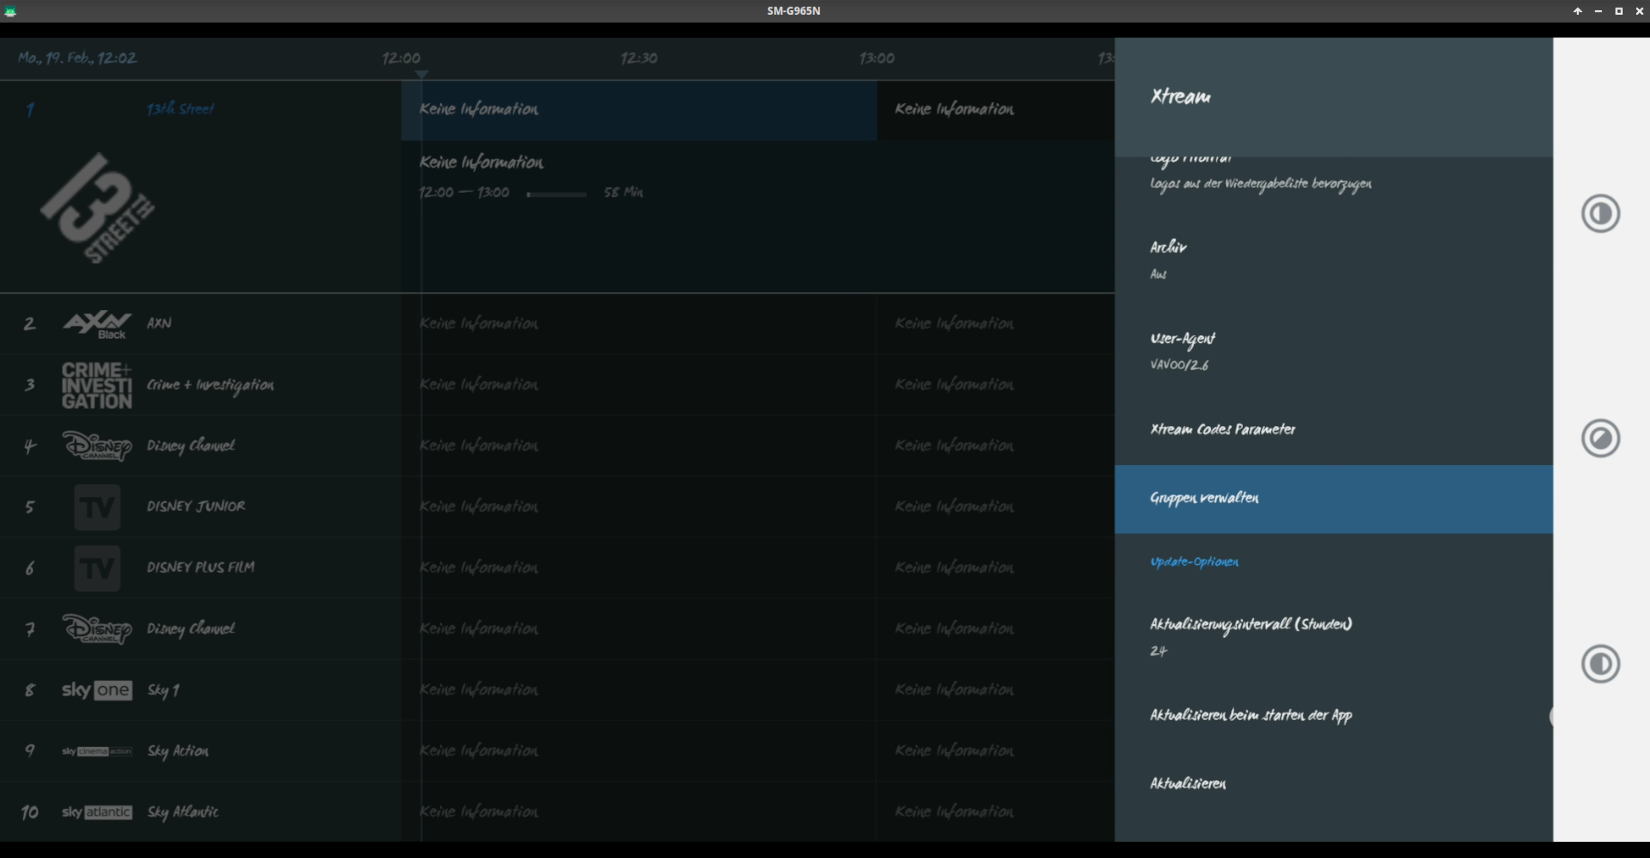 SM-G965N
Mo., 19. Feb., 12:02
12:00
12:30
13:00
13:
1
13th Street
Keine Information
Keine Information
13 STREETH
Keine Information
12:00 — 13:00
58 Min
2
AXN Black
AXN
Keine Information
Keine Information
3
CRIME+
INVESTI
GATION
Crime + Investigation
Keine Information
Keine Information
4
Disney CHANNEL
Disney Channel
Keine Information
Keine Information
5
TV
DISNEY JUNIOR
Keine Information
Keine Information
6
TV
DISNEY PLUS FILM
Keine Information
Keine Information
7
Disney CHANNEL
Disney Channel
Keine Information
Keine Information
8
sky one
Sky 1
Keine Information
Keine Information
9
sky cinema action
Sky Action
Keine Information
Keine Information
10
sky atlantic
Sky Atlantic
Keine Information
Keine Information
Xtream
Logo Priorität
Logos aus der Wiedergabeliste bevorzugen
Archiv
Aus
User-Agent
VAVOO/2.6
Xtream Codes Parameter
Gruppen verwalten
Update-Optionen
Aktualisierungsintervall (Stunden)
24
Aktualisieren beim starten der App
Aktualisieren